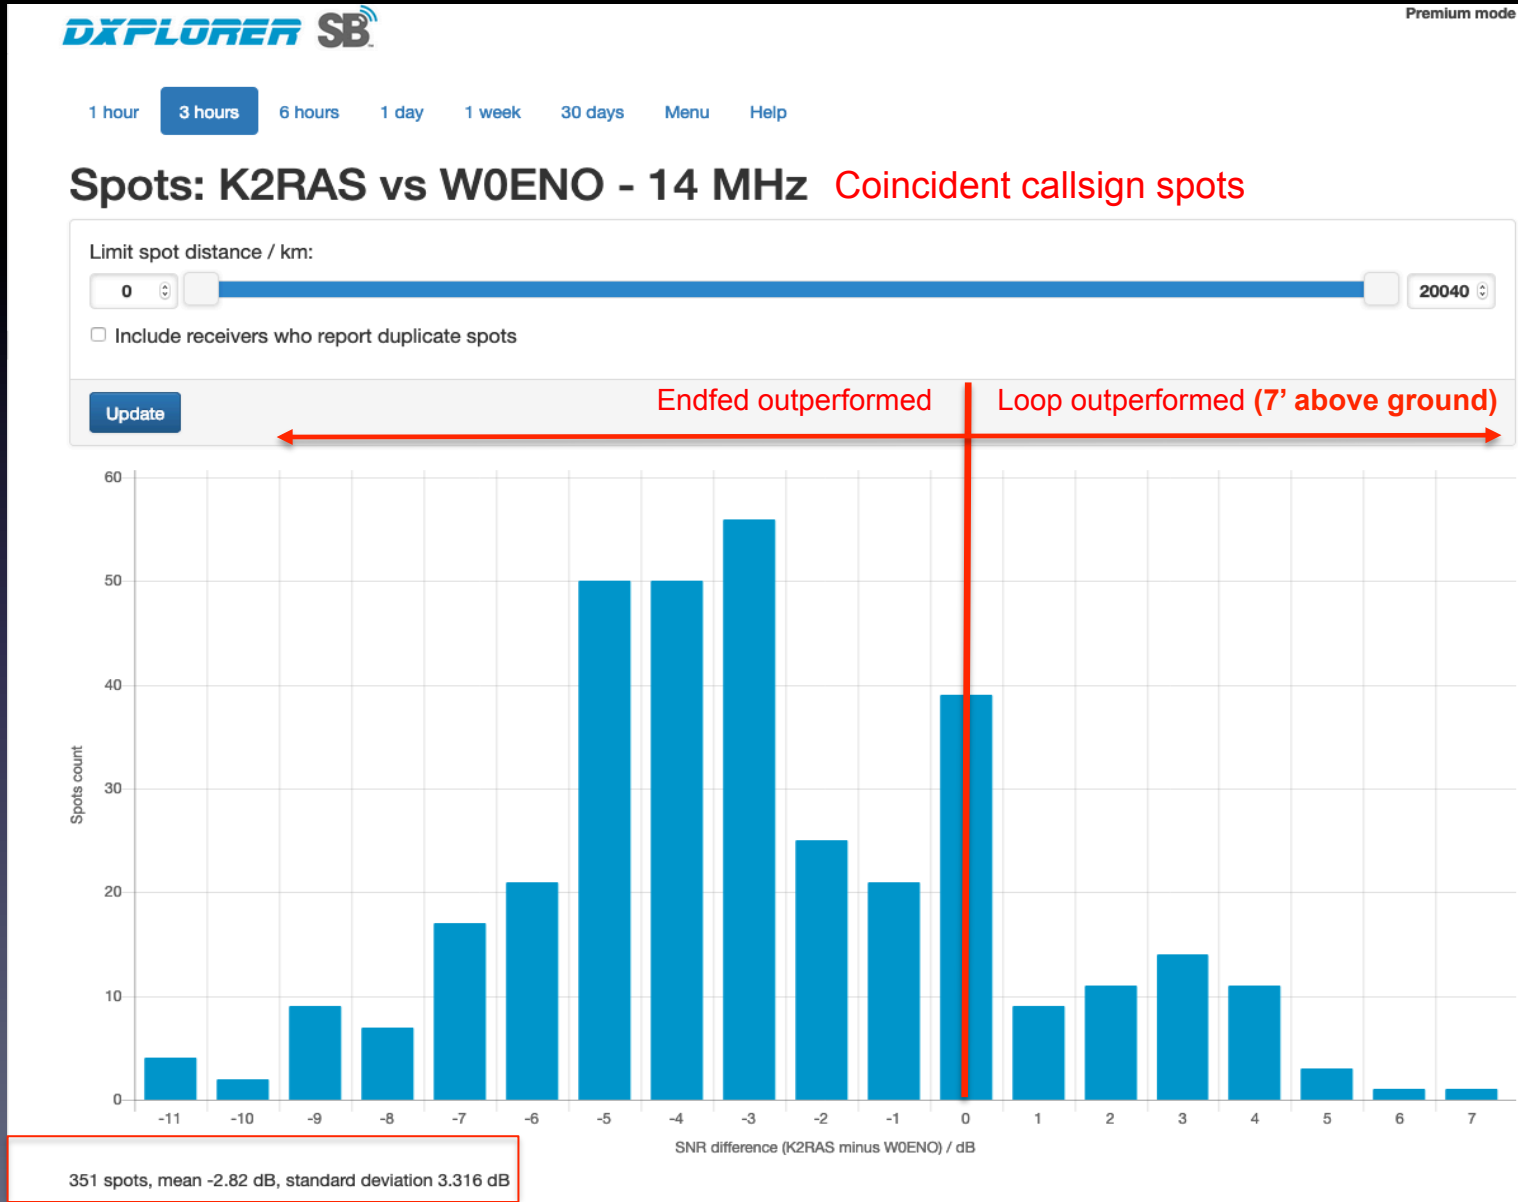 DXPLORER SB™
Premium mode
1 hour 3 hours 6 hours 1 day 1 week 30 days Menu Help
Spots: K2RAS vs W0ENO - 14 MHz Coincident callsign spots
Limit spot distance / km:
0 20040
Include receivers who report duplicate spots
Update
Endfed outperformed Loop outperformed (7’ above ground)
60
50
40
30
20
10
0
Spots count
-11 -10 -9 -8 -7 -6 -5 -4 -3 -2 -1 0 1 2 3 4 5 6 7
SNR difference (K2RAS minus W0ENO) / dB
351 spots, mean -2.82 dB, standard deviation 3.316 dB